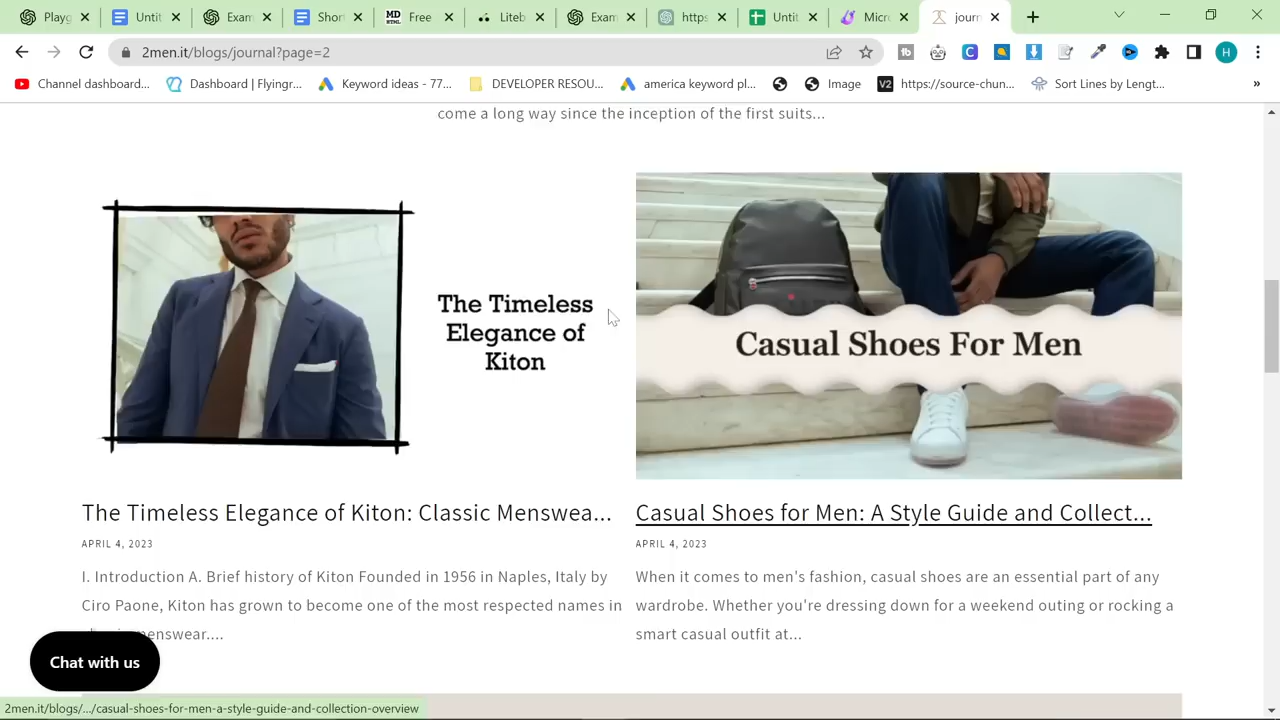 Playg
Untit
Exam
Short
MD
HTML
Free
Liteb
Exam
https:
Untit
Micro
journ
2men.it/blogs/journal?page=2
H
Channel dashboard...
Dashboard | Flyingr...
Keyword ideas - 77...
DEVELOPER RESOU...
america keyword pl...
Image
V2
https://source-chun...
Sort Lines by Lengt...
»
come a long way since the inception of the first suits...
The Timeless
Elegance of
Kiton
Casual Shoes For Men
The Timeless Elegance of Kiton: Classic Menswea...
APRIL 4, 2023
I. Introduction A. Brief history of Kiton Founded in 1956 in Naples, Italy by
Ciro Paone, Kiton has grown to become one of the most respected names in
menswear....
Casual Shoes for Men: A Style Guide and Collect...
APRIL 4, 2023
When it comes to men's fashion, casual shoes are an essential part of any
wardrobe. Whether you're dressing down for a weekend outing or rocking a
smart casual outfit at...
Chat with us
2men.it/blogs/.../casual-shoes-for-men-a-style-guide-and-collection-overview